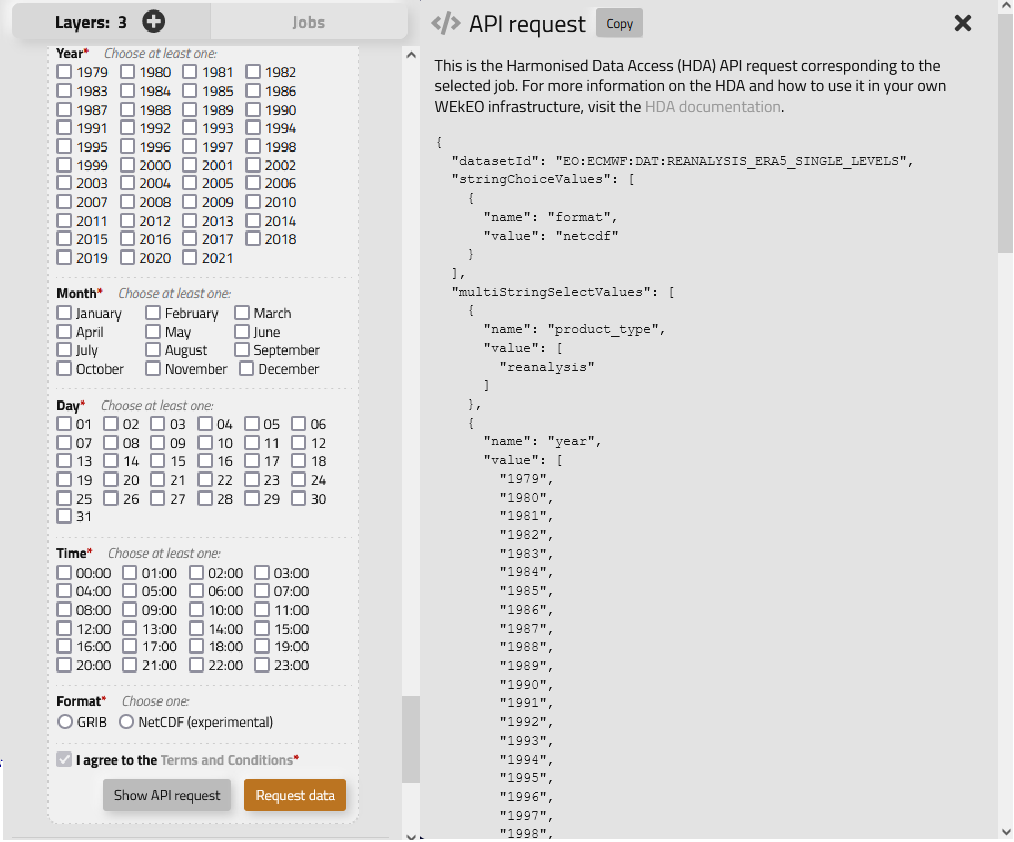 Layers: 3
Jobs
Year* Choose at least one:
1979 1980 1981 1982
1983 1984 1985 1986
1987 1988 1989 1990
1991 1992 1993 1994
1995 1996 1997 1998
1999 2000 2001 2002
2003 2004 2005 2006
2007 2008 2009 2010
2011 2012 2013 2014
2015 2016 2017 2018
2019 2020 2021
Month* Choose at least one:
January February March
April May June
July August September
October November December
Day* Choose at least one:
01 02 03 04 05 06
07 08 09 10 11 12
13 14 15 16 17 18
19 20 21 22 23 24
25 26 27 28 29 30
31
Time* Choose at least one:
00:00 01:00 02:00 03:00
04:00 05:00 06:00 07:00
08:00 09:00 10:00 11:00
12:00 13:00 14:00 15:00
16:00 17:00 18:00 19:00
20:00 21:00 22:00 23:00
Format* Choose one:
GRIB NetCDF (experimental)
I agree to the Terms and Conditions*
Show API request Request data
</> API request Copy
This is the Harmonised Data Access (HDA) API request corresponding to the
selected job. For more information on the HDA and how to use it in your own
WEkEO infrastructure, visit the HDA documentation.
{
"datasetId": "EO:ECMWF:DAT:REANALYSIS_ERA5_SINGLE_LEVELS",
"stringChoiceValues": [
{
"name": "format",
"value": "netcdf"
}
],
"multiStringSelectValues": [
{
"name": "product_type",
"value": [
"reanalysis"
]
},
{
"name": "year",
"value": [
"1979",
"1980",
"1981",
"1982",
"1983",
"1984",
"1985",
"1986",
"1987",
"1988",
"1989",
"1990",
"1991",
"1992",
"1993",
"1994",
"1995",
"1996",
"1997",
"1998",